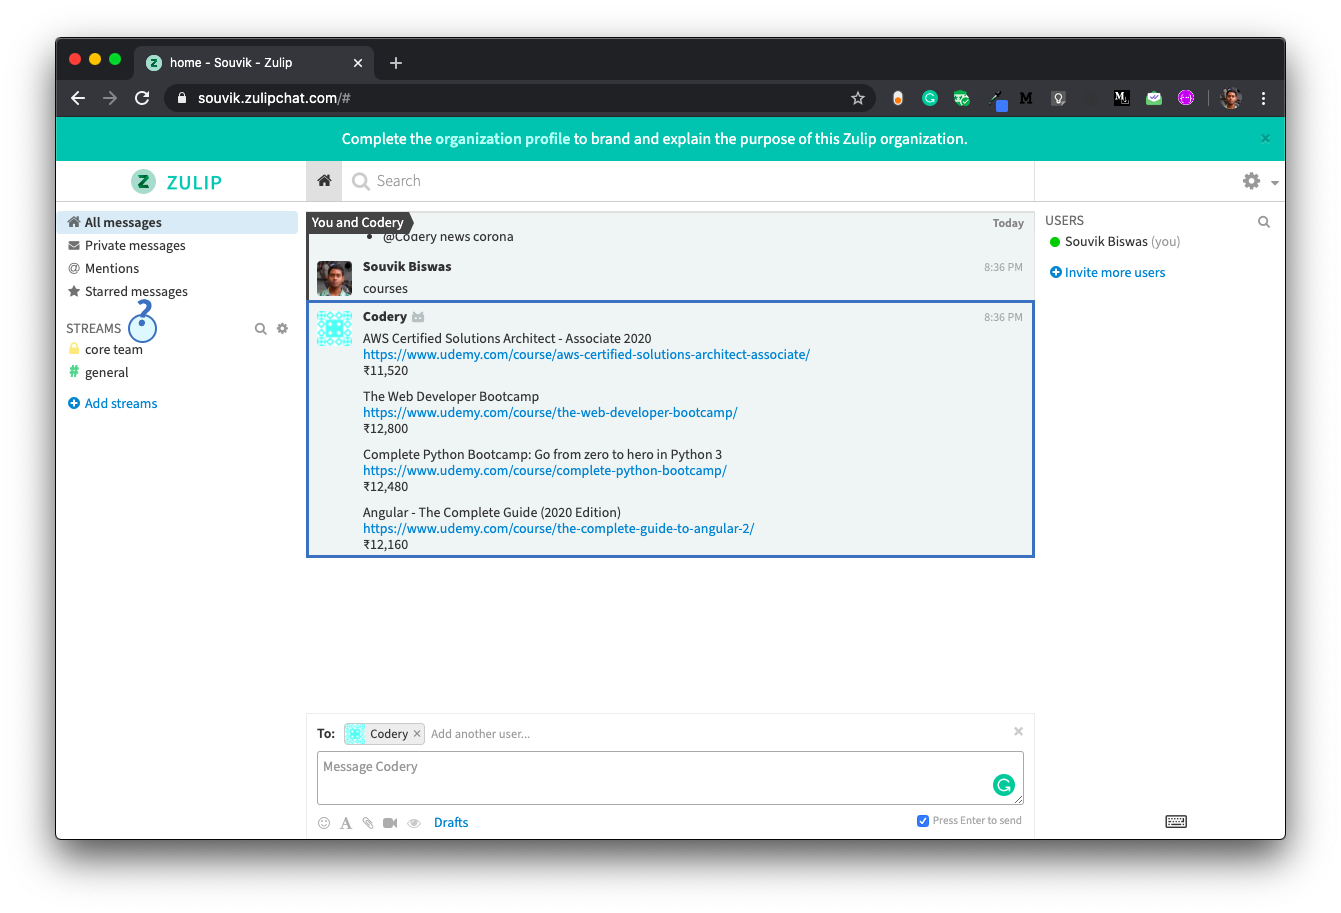 home - Souvik - Zulip
souvik.zulipchat.com/#
Complete the organization profile to brand and explain the purpose of this Zulip organization.
ZULIP
Search
All messages
Private messages
Mentions
Starred messages
STREAMS
core team
general
Add streams
You and Codery
Today
@Codery news corona
Souvik Biswas
8:36 PM
courses
Codery
8:36 PM
AWS Certified Solutions Architect - Associate 2020
https://www.udemy.com/course/aws-certified-solutions-architect-associate/
₹11,520
The Web Developer Bootcamp
https://www.udemy.com/course/the-web-developer-bootcamp/
₹12,800
Complete Python Bootcamp: Go from zero to hero in Python 3
https://www.udemy.com/course/complete-python-bootcamp/
₹12,480
Angular - The Complete Guide (2020 Edition)
https://www.udemy.com/course/the-complete-guide-to-angular-2/
₹12,160
USERS
Souvik Biswas (you)
Invite more users
To: Codery × Add another user...
Message Codery
Drafts
Press Enter to send